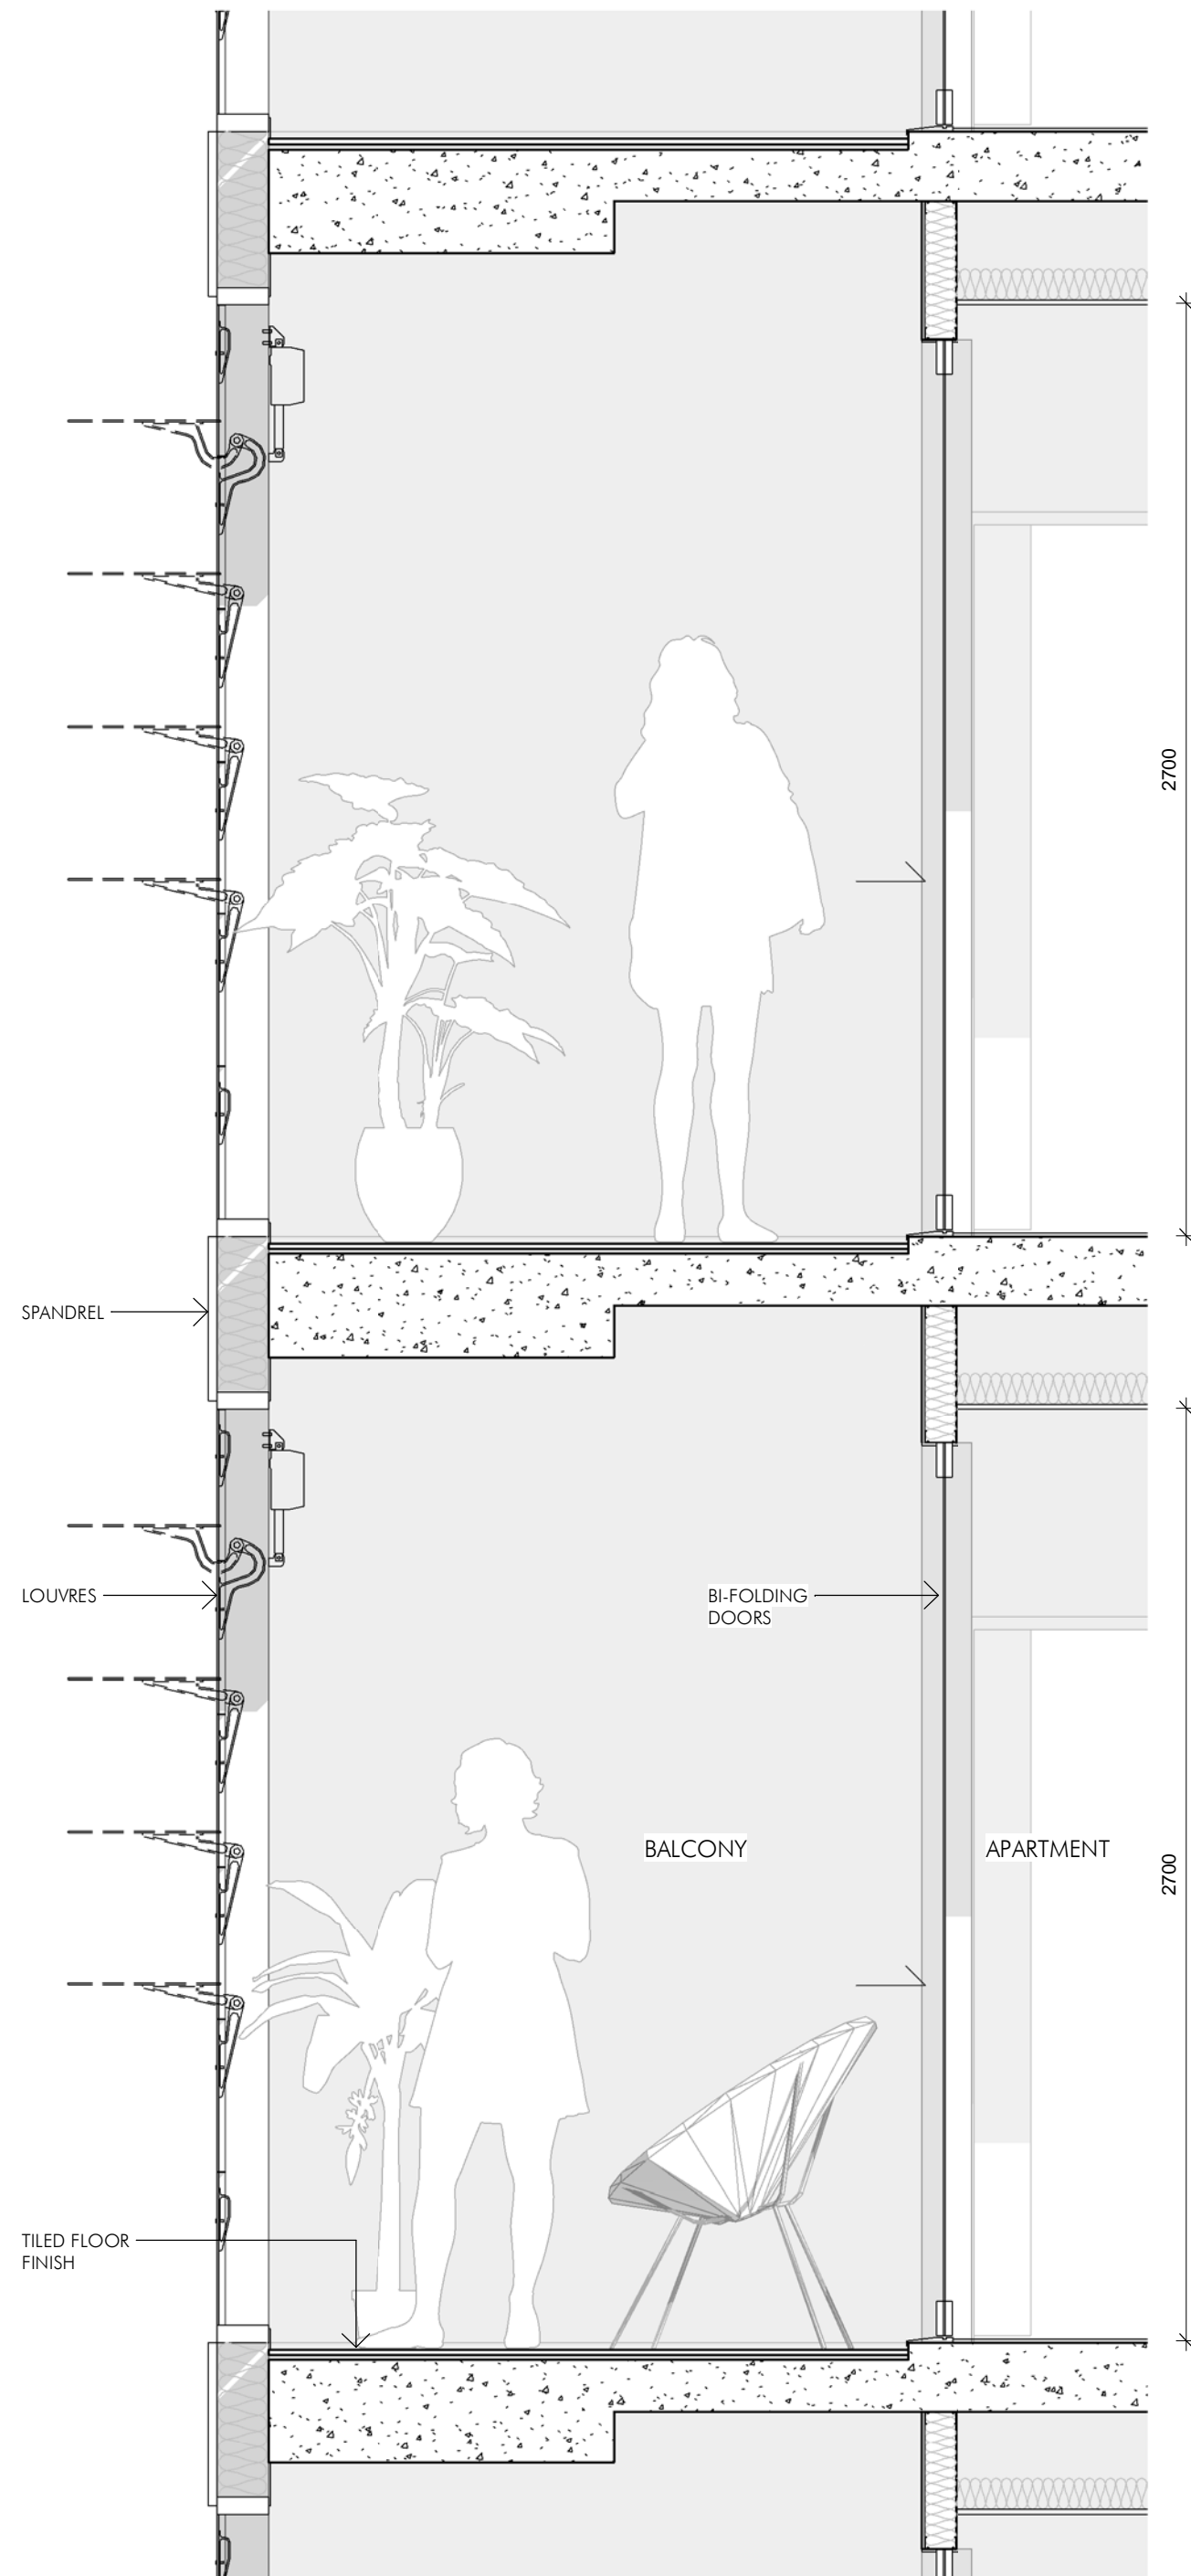 2700
SPANDREL
LOUVRES
BI-FOLDING
DOORS
BALCONY
APARTMENT
2700
TILED FLOOR
FINISH